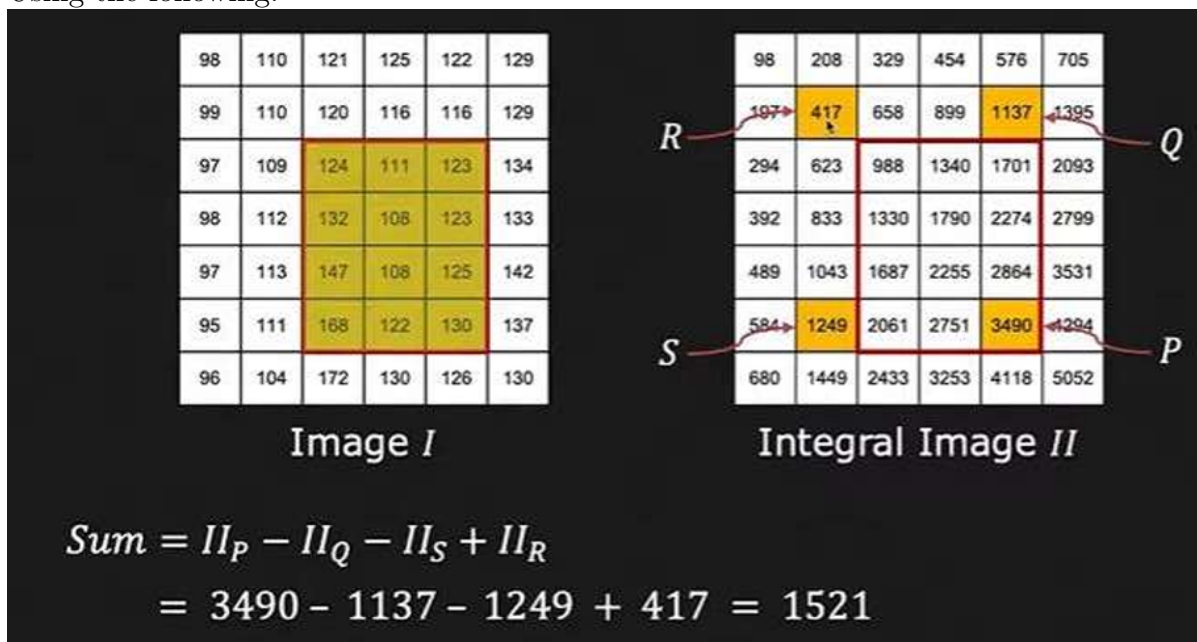 98 110 121 125 122 129
99 110 120 116 116 129
97 109 124 111 123 134
98 112 132 108 123 133
97 113 147 108 125 142
95 111 168 122 130 137
96 104 172 130 126 130
Image I
98 208 329 454 576 705
R 197 417 658 899 1137 1395 Q
294 623 988 1340 1701 2093
392 833 1330 1790 2274 2799
489 1043 1687 2255 2864 3531
S 584 1249 2061 2751 3490 4294 P
680 1449 2433 3253 4118 5052
Integral Image II
Sum = II_P − II_Q − II_S + II_R
= 3490 – 1137 – 1249 + 417 = 1521